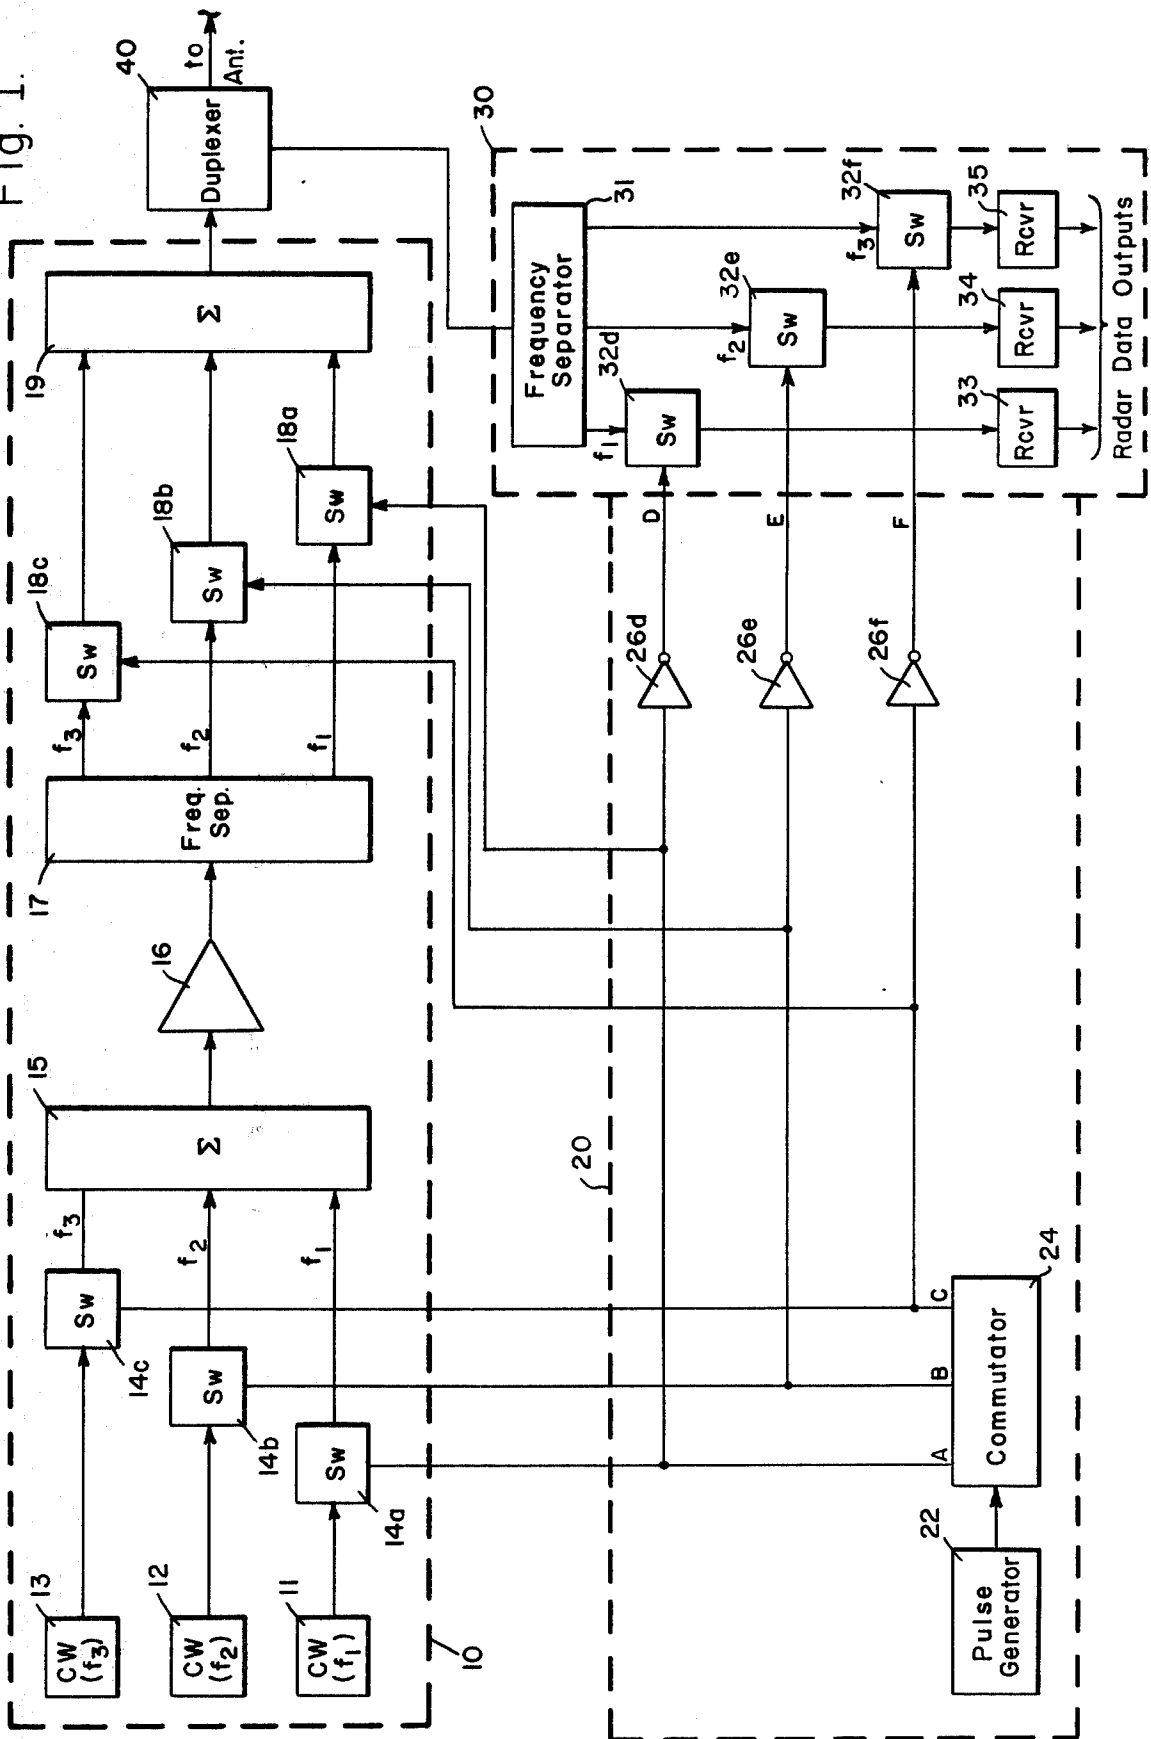 Fig. 1.
13
CW
(f3)
12
CW
(f2)
11
CW
(f1)
10
Sw
14c
Sw
14b
Sw
14a
f3
f2
f1
15
Σ
16
17
Freq.
Sep.
f3
f2
f1
18c
Sw
18b
Sw
18a
Sw
19
Σ
40
Duplexer
to
Ant.
20
22
Pulse
Generator
24
Commutator
A
B
C
26d
26e
26f
D
E
F
30
31
Frequency
Separator
f1
32d
Sw
f2
32e
Sw
f3
32f
Sw
33
Rcvr
34
Rcvr
35
Rcvr
Radar Data Outputs